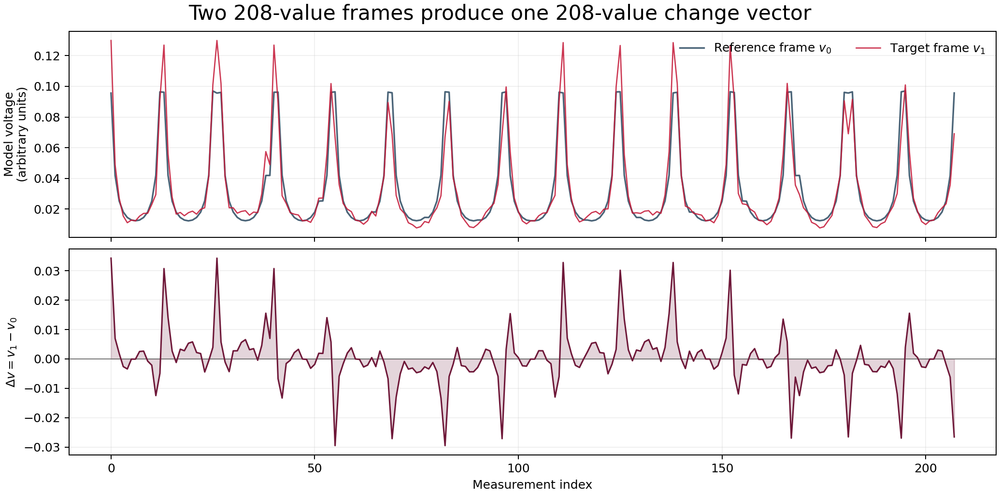 Two 208-value frames produce one 208-value change vector
Model voltage
(arbitrary units)
0.12
0.10
0.08
0.06
0.04
0.02
Reference frame v₀
Target frame v₁
Δv = v₁ − v₀
0.03
0.02
0.01
0.00
−0.01
−0.02
−0.03
0 50 100 150 200
Measurement index